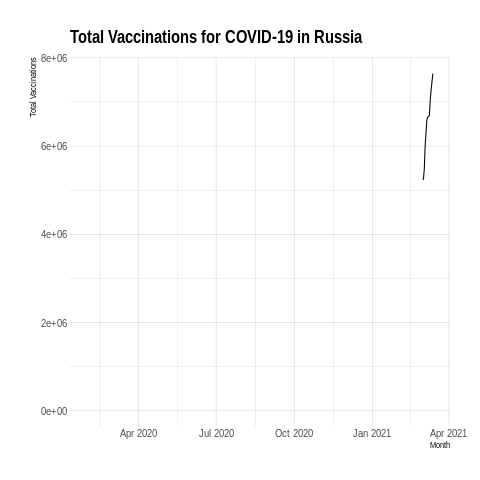 Total Vaccinations for COVID-19 in Russia
Total Vaccinations
8e+06
6e+06
4e+06
2e+06
0e+00
Apr 2020 Jul 2020 Oct 2020 Jan 2021 Apr 2021
Month